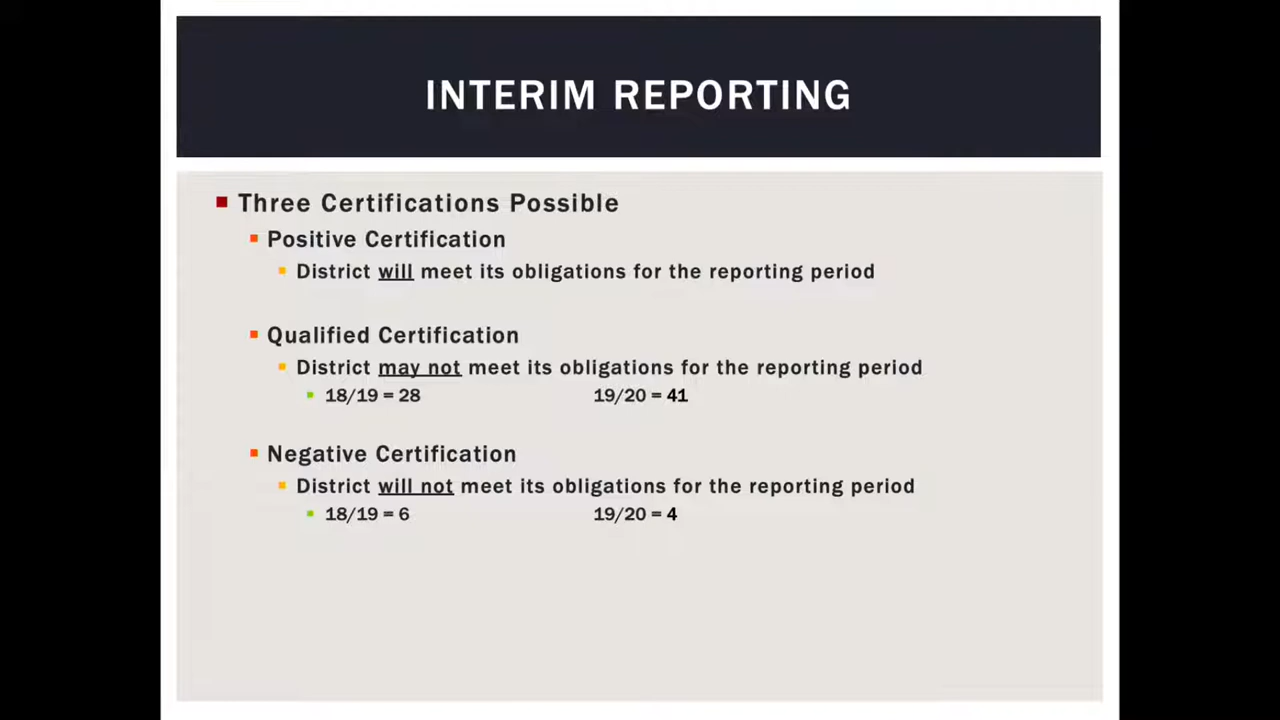 INTERIM REPORTING
Three Certifications Possible
Positive Certification
District will meet its obligations for the reporting period
Qualified Certification
District may not meet its obligations for the reporting period
18/19 = 28 19/20 = 41
Negative Certification
District will not meet its obligations for the reporting period
18/19 = 6 19/20 = 4